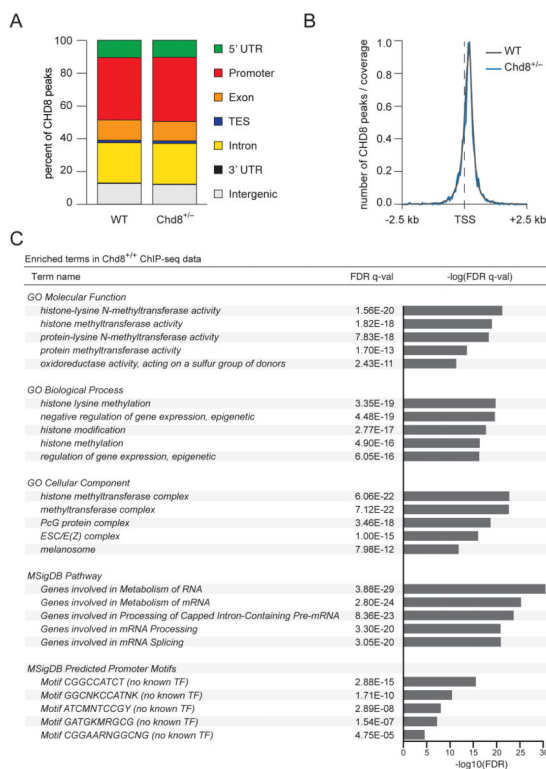 A
percent of CHD8 peaks
100
80
60
40
20
0
WT
Chd8+/–
5' UTR
Promoter
Exon
TES
Intron
3' UTR
Intergenic
B
number of CHD8 peaks / coverage
1.0
0.8
0.6
0.4
0.2
0.0
WT
Chd8+/–
-2.5 kb
TSS
+2.5 kb
C
Enriched terms in Chd8+/+ ChIP-seq data
Term name FDR q-val -log(FDR q-val)
GO Molecular Function
histone-lysine N-methyltransferase activity 1.56E-20
histone methyltransferase activity 1.82E-18
protein-lysine N-methyltransferase activity 7.83E-18
protein methyltransferase activity 1.70E-13
oxidoreductase activity, acting on a sulfur group of donors 2.43E-11
GO Biological Process
histone lysine methylation 3.35E-19
negative regulation of gene expression, epigenetic 4.48E-19
histone modification 2.77E-17
histone methylation 4.90E-16
regulation of gene expression, epigenetic 6.05E-16
GO Cellular Component
histone methyltransferase complex 6.06E-22
methyltransferase complex 7.12E-22
PcG protein complex 3.46E-18
ESC/E(Z) complex 1.00E-15
melanosome 7.98E-12
MSigDB Pathway
Genes involved in Metabolism of RNA 3.88E-29
Genes involved in Metabolism of mRNA 2.80E-24
Genes involved in Processing of Capped Intron-Containing Pre-mRNA 8.36E-23
Genes involved in mRNA Processing 3.30E-20
Genes involved in mRNA Splicing 3.05E-20
MSigDB Predicted Promoter Motifs
Motif CGGCCATCT (no known TF) 2.88E-15
Motif GGCNKCCATNK (no known TF) 1.71E-10
Motif ATCMNTCCGY (no known TF) 2.89E-08
Motif GATGKMRGCG (no known TF) 1.54E-07
Motif CGGAARNGGCNG (no known TF) 4.75E-05
0 5 10 15 20 25 30
-log10(FDR)